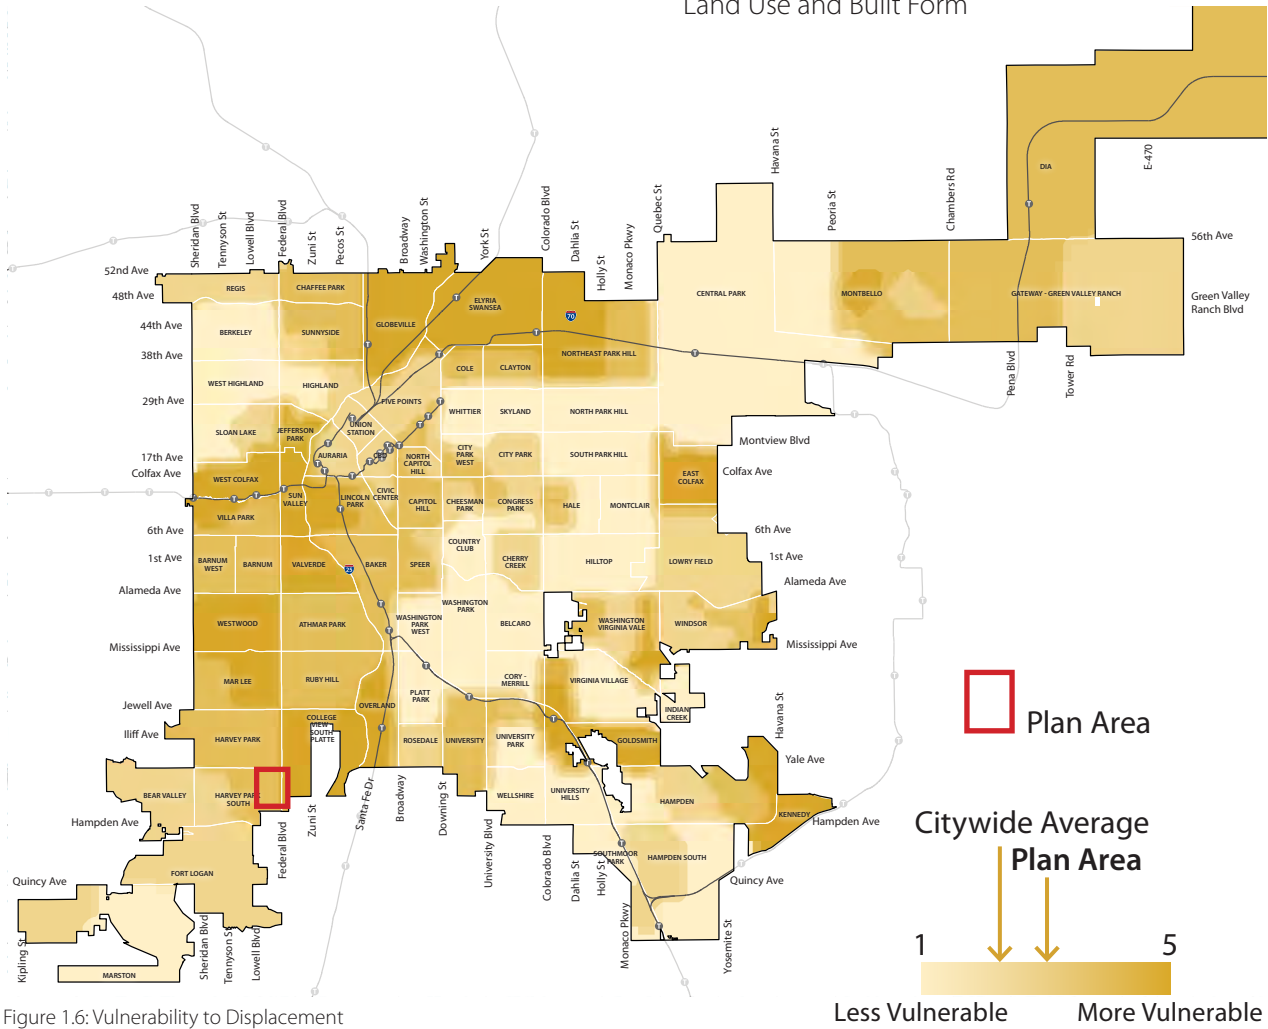 Land Use and Built Form
Sheridan Blvd
Tennyson St
Lowell Blvd
Federal Blvd
Zuni St
Pecos St
Broadway
Washington St
York St
Colorado Blvd
Dahlia St
Holly St
Monaco Pkwy
Quebec St
Havana St
Peoria St
Chambers Rd
E-470
DIA
56th Ave
Green Valley
Ranch Blvd
Pena Blvd
Tower Rd
52nd Ave
48th Ave
44th Ave
38th Ave
29th Ave
17th Ave
Colfax Ave
6th Ave
1st Ave
Alameda Ave
Mississippi Ave
Jewell Ave
Iliff Ave
Hampden Ave
Quincy Ave
REGIS
CHAFFEE PARK
BERKELEY
SUNNYSIDE
GLOBEVILLE
ELYRIA
SWANSEA
70
CENTRAL PARK
MONTBELLO
GATEWAY - GREEN VALLEY RANCH
WEST HIGHLAND
HIGHLAND
COLE
CLAYTON
NORTHEAST PARK HILL
FIVE POINTS
WHITTIER
SKYLAND
NORTH PARK HILL
SLOAN LAKE
JEFFERSON
PARK
UNION
STATION
AURARIA
CBD
NORTH
CAPITOL
HILL
CITY
PARK
WEST
CITY PARK
SOUTH PARK HILL
Montview Blvd
Colfax Ave
EAST
COLFAX
WEST COLFAX
SUN
VALLEY
LINCOLN
PARK
CIVIC
CENTER
CAPITOL
HILL
CHEESMAN
PARK
CONGRESS
PARK
HALE
MONTCLAIR
VILLA PARK
6th Ave
1st Ave
Alameda Ave
BARNUM
WEST
BARNUM
VALVERDE
25
BAKER
SPEER
COUNTRY
CLUB
CHERRY
CREEK
HILLTOP
LOWRY FIELD
WESTWOOD
ATHMAR PARK
WASHINGTON
PARK
WEST
WASHINGTON
PARK
BELCARO
WASHINGTON
VIRGINIA VALE
WINDSOR
Mississippi Ave
MAR LEE
RUBY HILL
OVERLAND
PLATT
PARK
CORY -
MERRILL
VIRGINIA VILLAGE
INDIAN
CREEK
Havana St
HARVEY PARK
COLLEGE
VIEW
SOUTH
PLATTE
ROSEDALE
UNIVERSITY
UNIVERSITY
PARK
GOLDSMITH
Yale Ave
BEAR VALLEY
HARVEY PARK
SOUTH
WELLSHIRE
UNIVERSITY
HILLS
HAMPDEN
KENNEDY
Hampden Ave
FORT LOGAN
SOUTHMOOR
PARK
HAMPDEN SOUTH
Quincy Ave
MARSTON
Kipling St
Sheridan Blvd
Tennyson St
Lowell Blvd
Federal Blvd
Zuni St
Santa Fe Dr
Broadway
Downing St
University Blvd
Colorado Blvd
Dahlia St
Holly St
Monaco Pkwy
Yosemite St
Plan Area
Citywide Average
Plan Area
1
5
Less Vulnerable
More Vulnerable
Figure 1.6: Vulnerability to Displacement